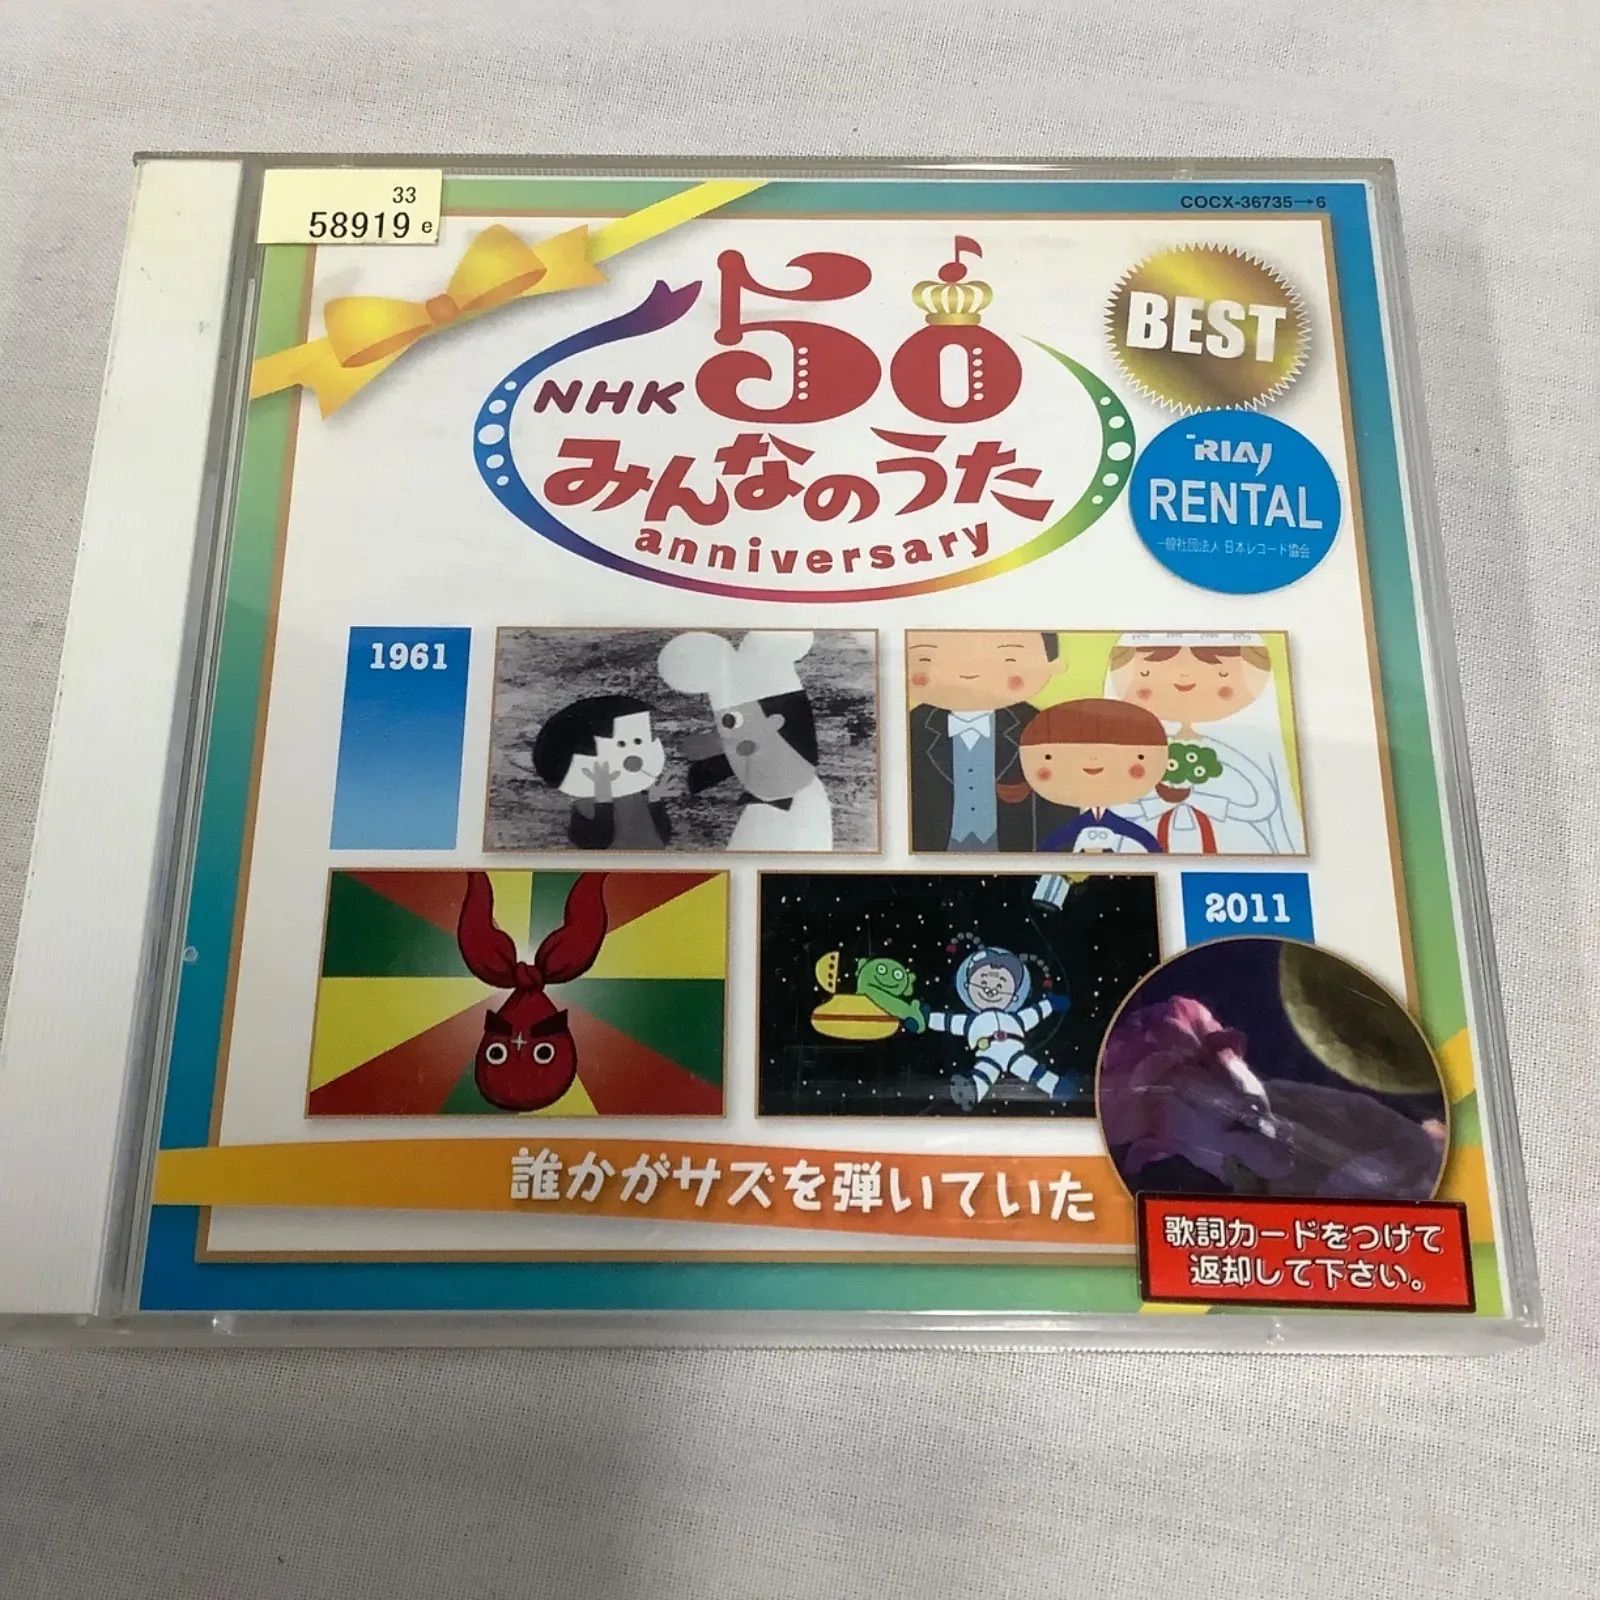 33
58919 e
COCX-36735→6
50
BEST
NHK
みんなのうた
anniversary
RIAJ
RENTAL
一般社団法人 日本レコード協会
1961
2011
誰かがサズを弾いていた
歌詞カードをつけて
返却して下さい。